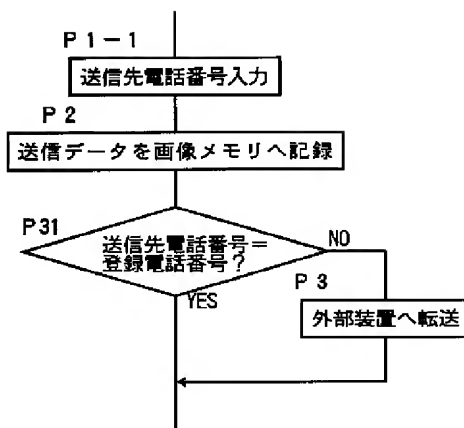 P1-1
送信先電話番号入力
P2
送信データを画像メモリへ記録
P31
送信先電話番号=
登録電話番号?
NO
P3
YES
外部装置へ転送